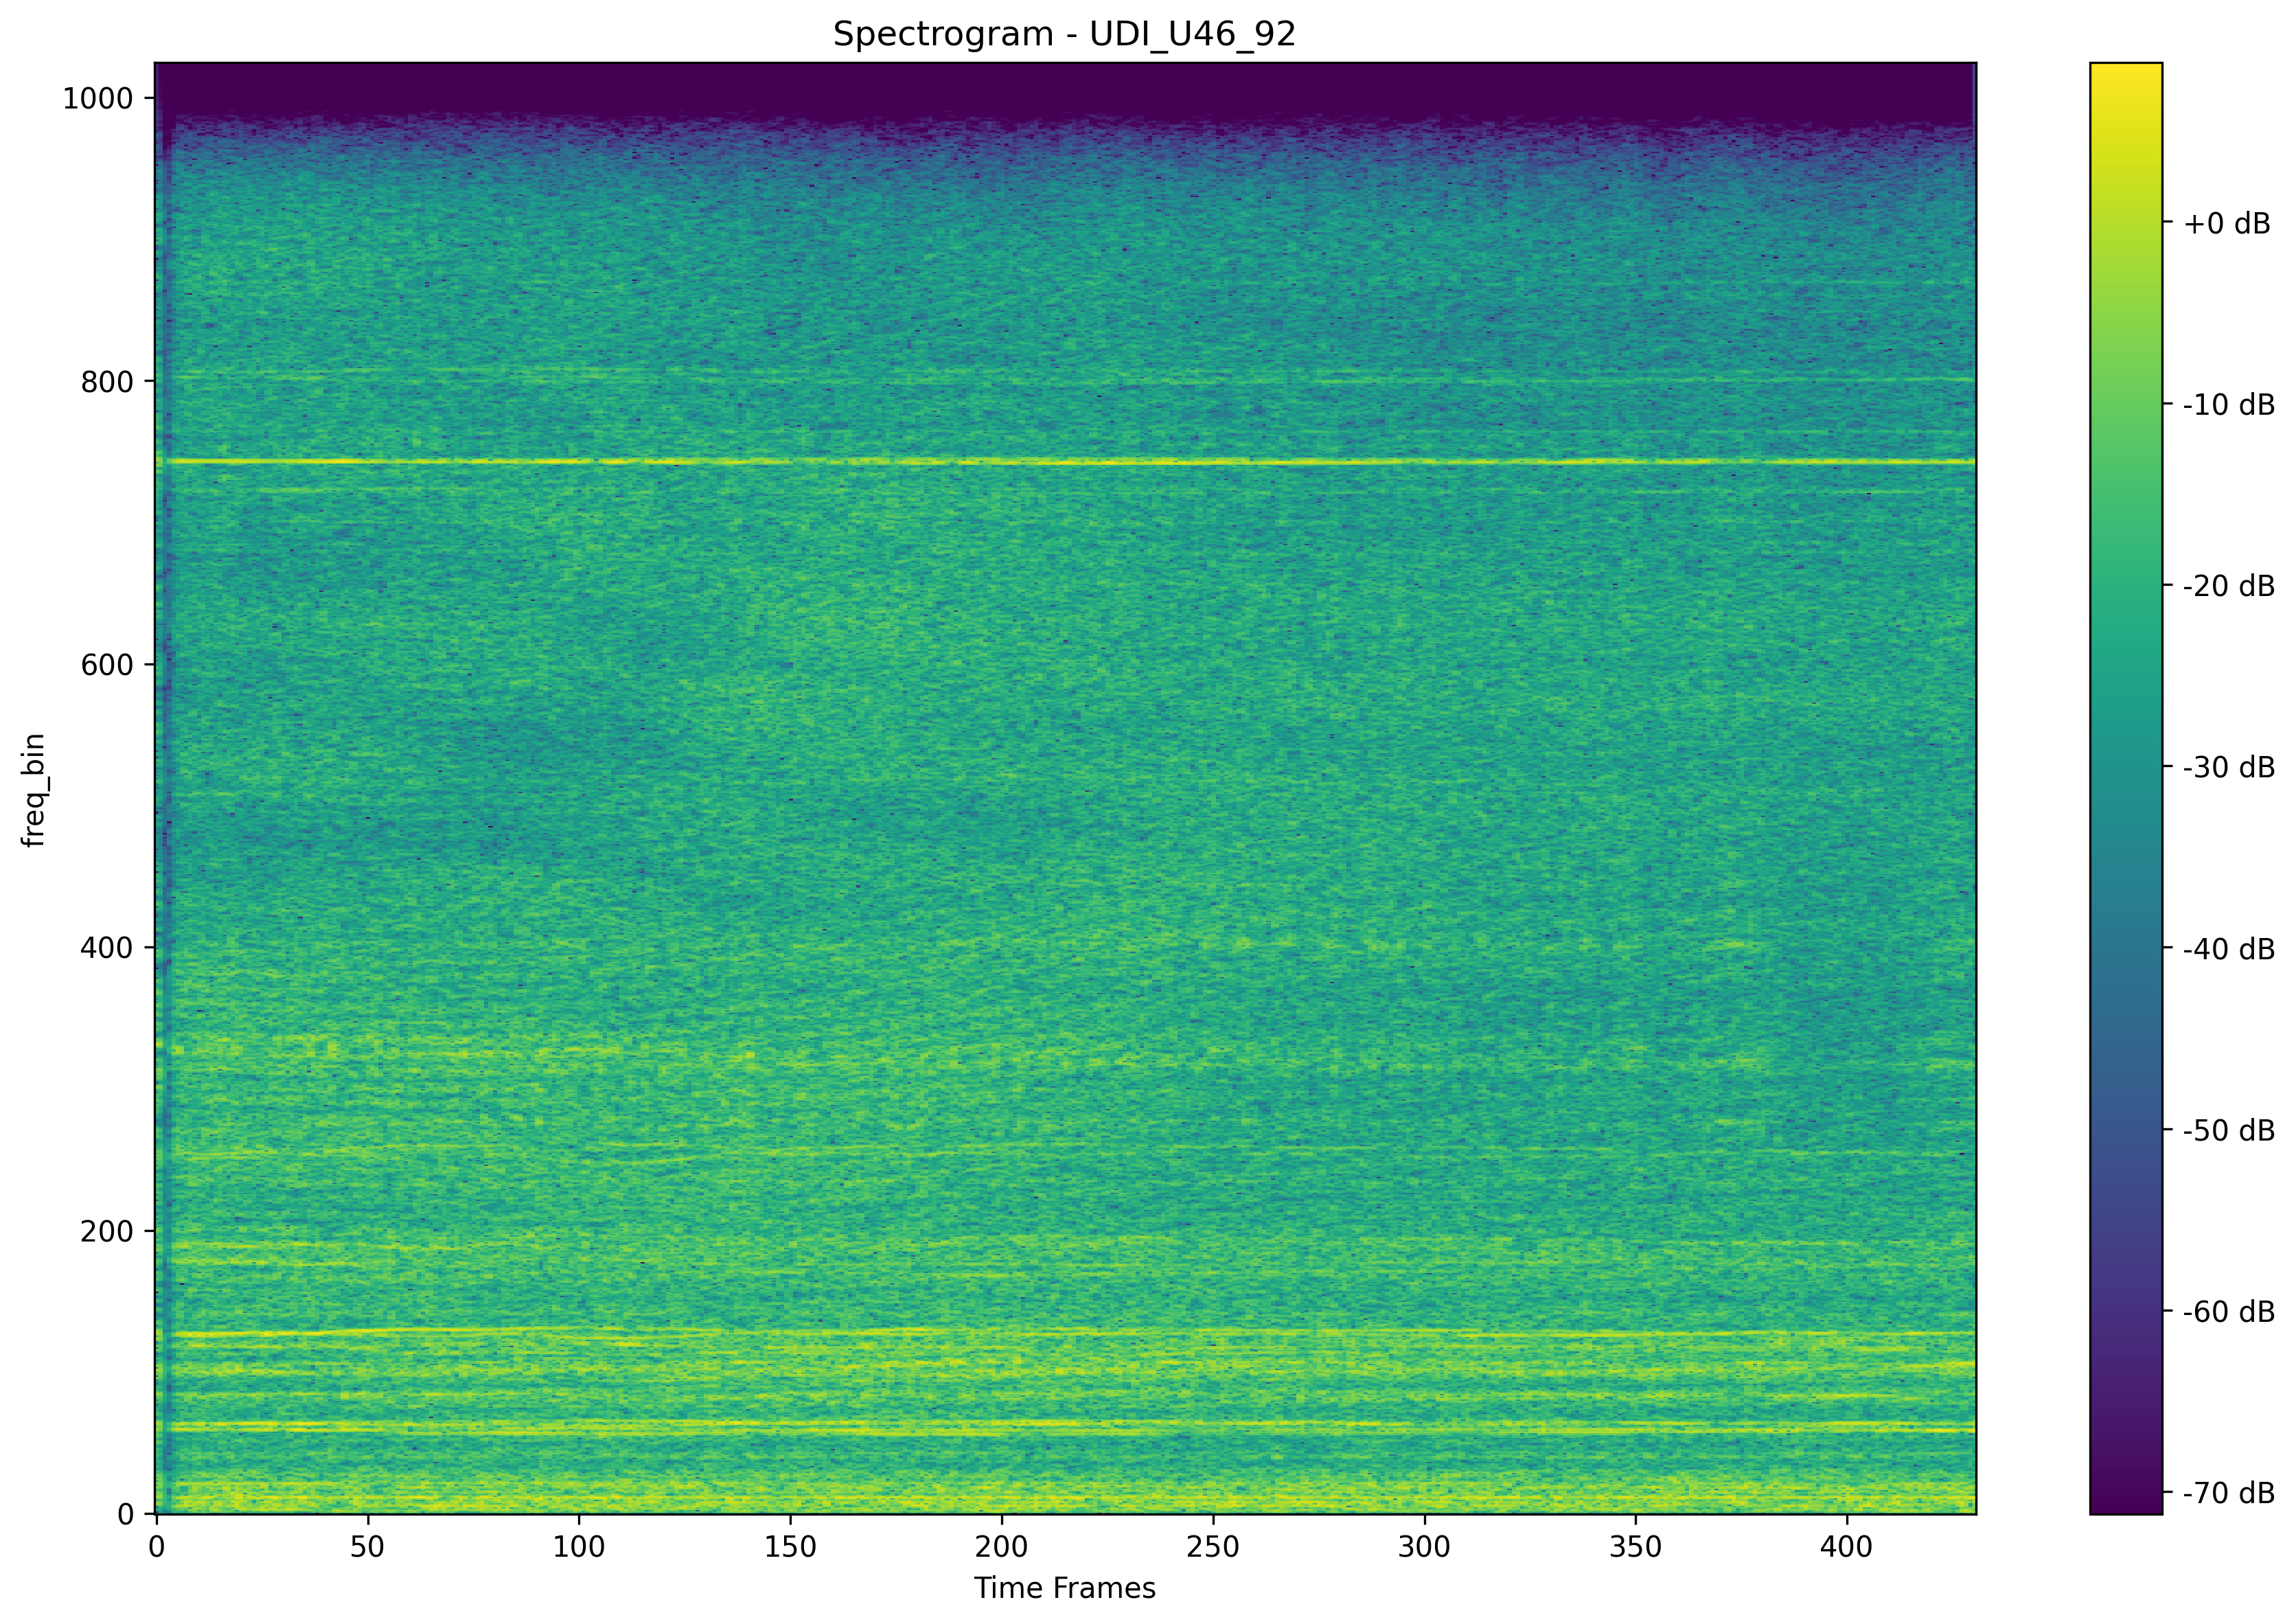 Spectrogram - UDI_U46_92
freq_bin
1000
800
600
400
200
0
0 50 100 150 200 250 300 350 400
Time Frames
+0 dB
-10 dB
-20 dB
-30 dB
-40 dB
-50 dB
-60 dB
-70 dB